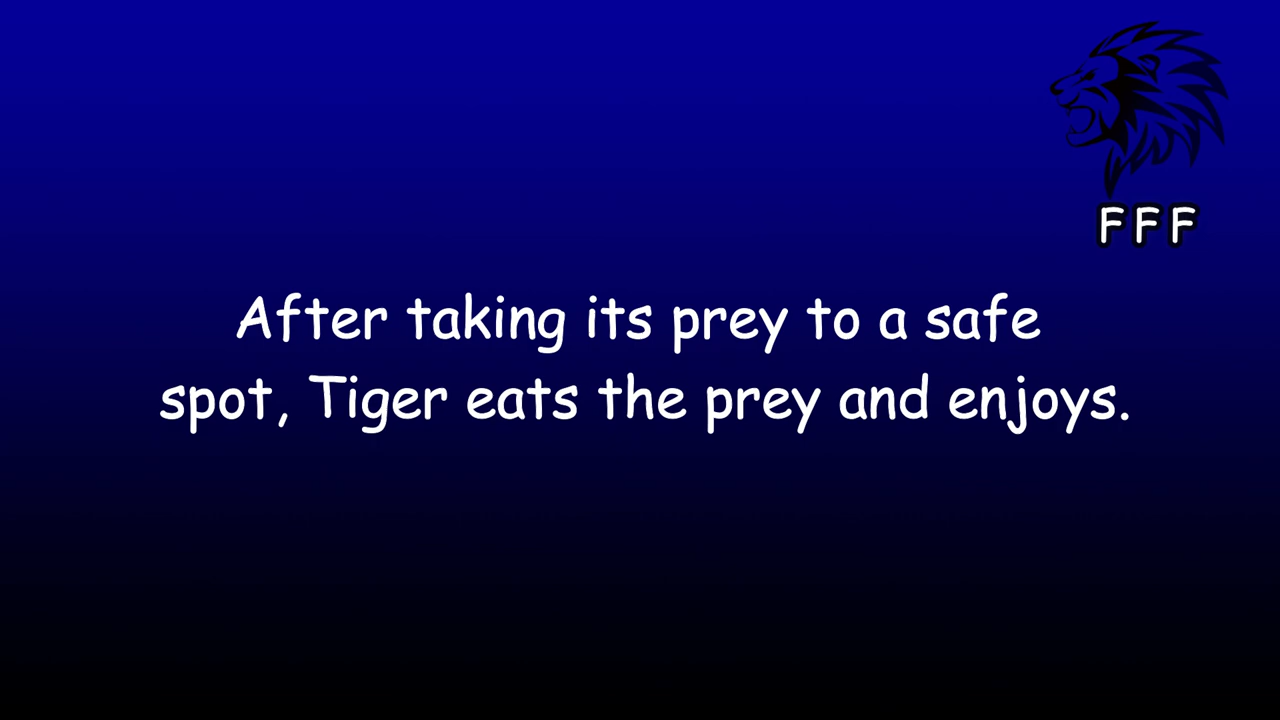 FFF
After taking its prey to a safe
spot, Tiger eats the prey and enjoys.